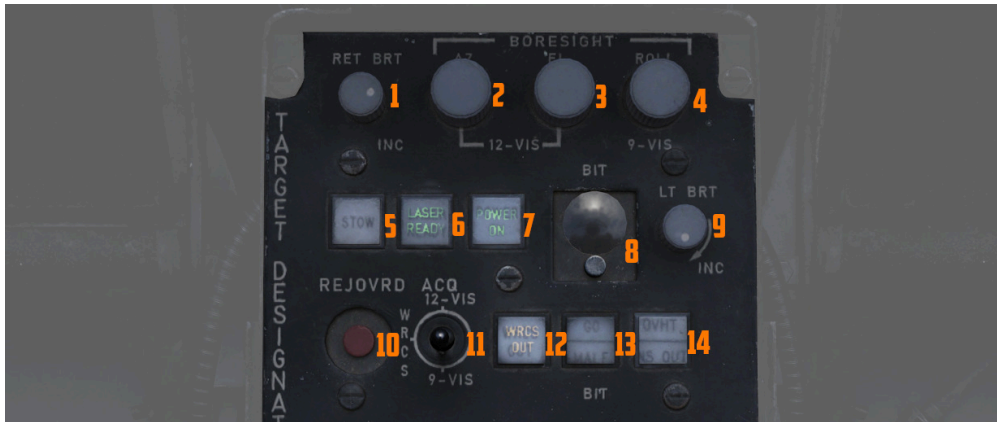 BORESIGHT
RET BRT AZ EL ROLL
1 2 3 4
INC 12-VIS 9-VIS
BIT
LT BRT
STOW 5
LASER
READY 6
POWER
ON 7
8
9
INC
TARGET DESIGNAT
REJOVRD ACQ
12-VIS
WRCS
9-VIS
10
11
WRCS
OUT 12
GO
MALF 13
OVHT
OUT 14
BIT